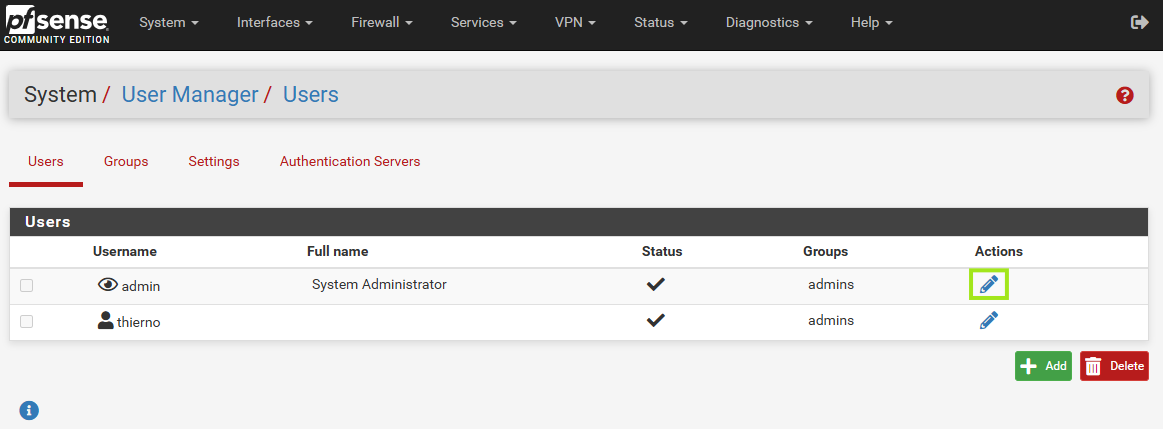 pfsense
COMMUNITY EDITION
System Interfaces Firewall Services VPN Status Diagnostics Help
System / User Manager / Users
Users Groups Settings Authentication Servers
Users
Username Full name Status Groups Actions
admin System Administrator admins
thierno admins
Add Delete